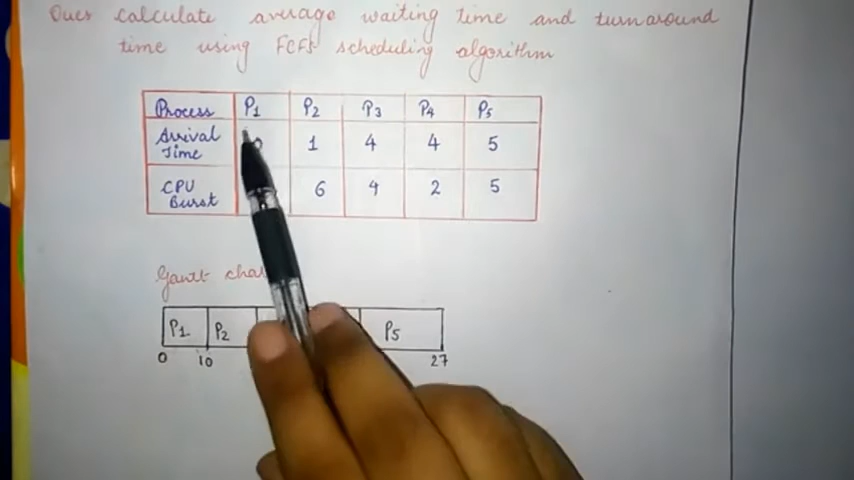 Ques calculate average waiting time and turnaround
time using FCFS scheduling algorithm
Process P1 P2 P3 P4 P5
Arrival Time 0 1 4 4 5
CPU Burst 6 4 2 5
Gantt
P1 P2 P5
0 10 27